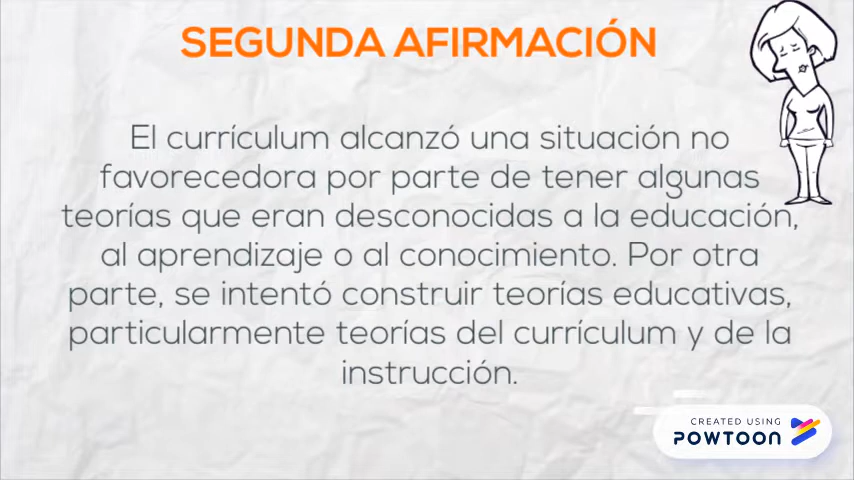 SEGUNDA AFIRMACIÓN
El currículum alcanzó una situación no
favorecedora por parte de tener algunas
teorías que eran desconocidas a la educación,
al aprendizaje o al conocimiento. Por otra
parte, se intentó construir teorías educativas,
particularmente teorías del currículum y de la
instrucción.
CREATED USING
POWTOON